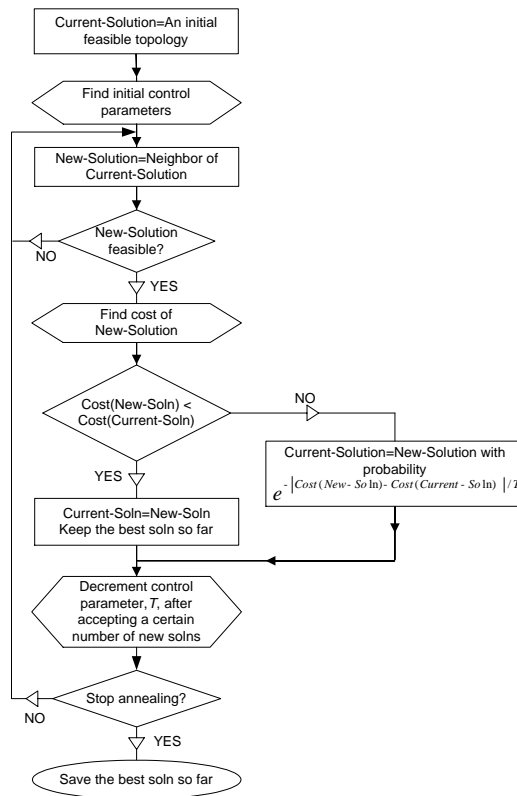 Current-Solution=An initial
feasible topology
Find initial control
parameters
New-Solution=Neighbor of
Current-Solution
New-Solution
feasible?
NO
YES
Find cost of
New-Solution
Cost(New-Soln) <
Cost(Current-Soln)
NO
YES
Current-Solution=New-Solution with
probability
e^{-|Cost(New-Soln)-Cost(Current-Soln)|/T}
Current-Soln=New-Soln
Keep the best soln so far
Decrement control
parameter, T, after
accepting a certain
number of new solns
Stop annealing?
NO
YES
Save the best soln so far